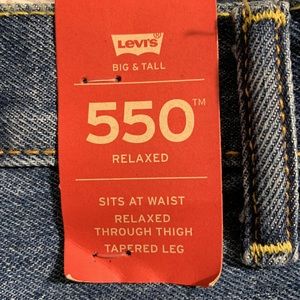 Levi's
BIG & TALL
550™
RELAXED
SITS AT WAIST
RELAXED
THROUGH THIGH
TAPERED LEG